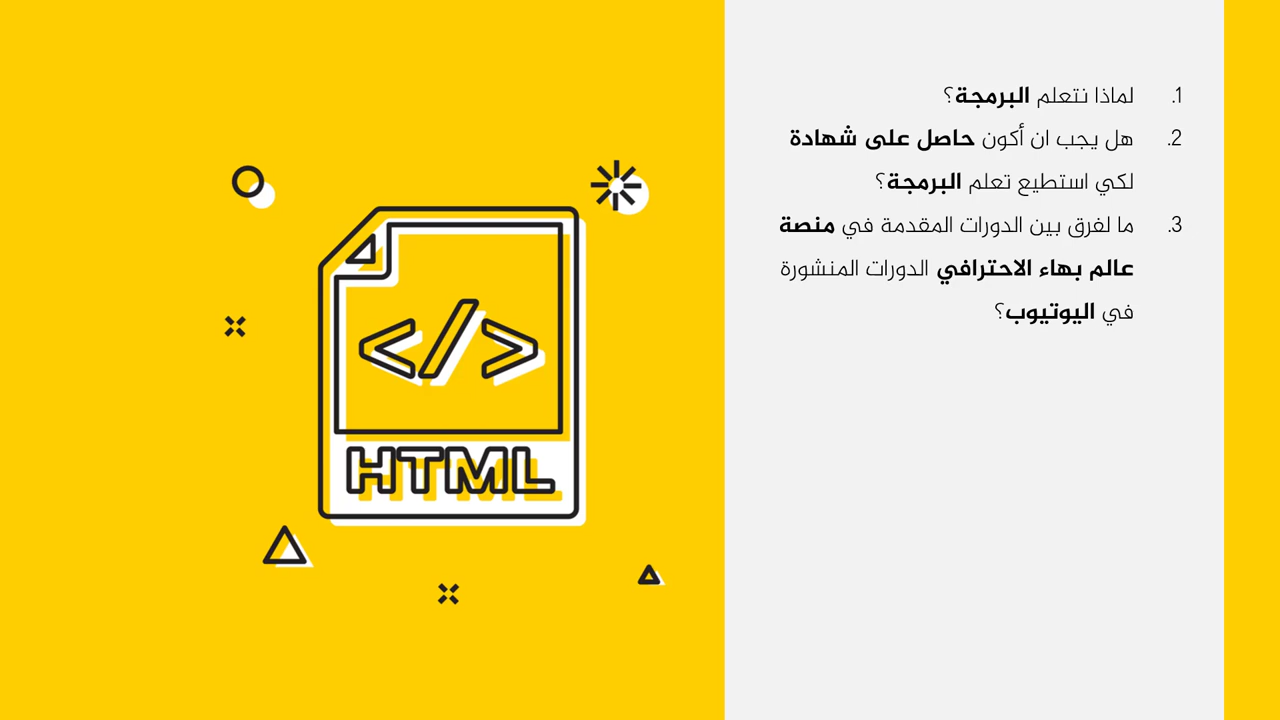 1. لماذا نتعلم البرمجة؟
2. هل يجب ان أكون حاصل على شهادة
لكي استطيع تعلم البرمجة؟
3. ما لفرق بين الدورات المقدمة في منصة
عالم بهاء الاحترافي الدورات المنشورة
في اليوتيوب؟
</>
HTML